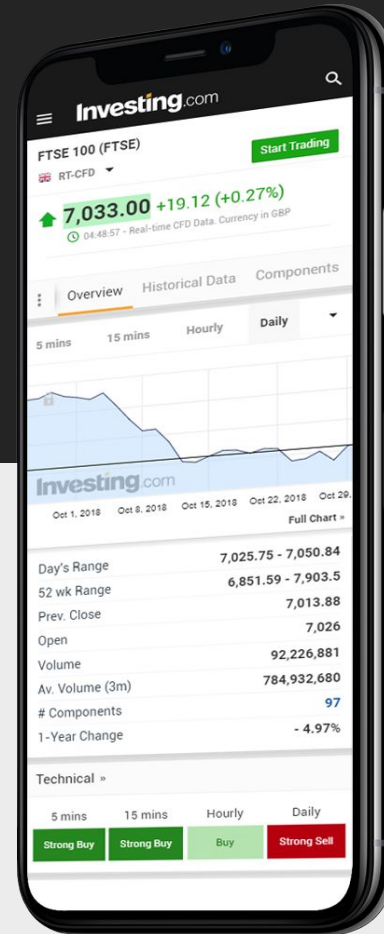 Investing.com
FTSE 100 (FTSE)
RT-CFD
Start Trading
7,033.00 +19.12 (+0.27%)
04:48:57 - Real-time CFD Data. Currency in GBP
Overview Historical Data Components
5 mins 15 mins Hourly Daily
Investing.com
Oct 1, 2018 Oct 8, 2018 Oct 15, 2018 Oct 22, 2018 Oct 29,
Full Chart »
Day's Range 7,025.75 - 7,050.84
52 wk Range 6,851.59 - 7,903.5
Prev. Close 7,013.88
Open 7,026
Volume 92,226,881
Av. Volume (3m) 784,932,680
# Components 97
1-Year Change - 4.97%
Technical »
5 mins 15 mins Hourly Daily
Strong Buy Strong Buy Buy Strong Sell